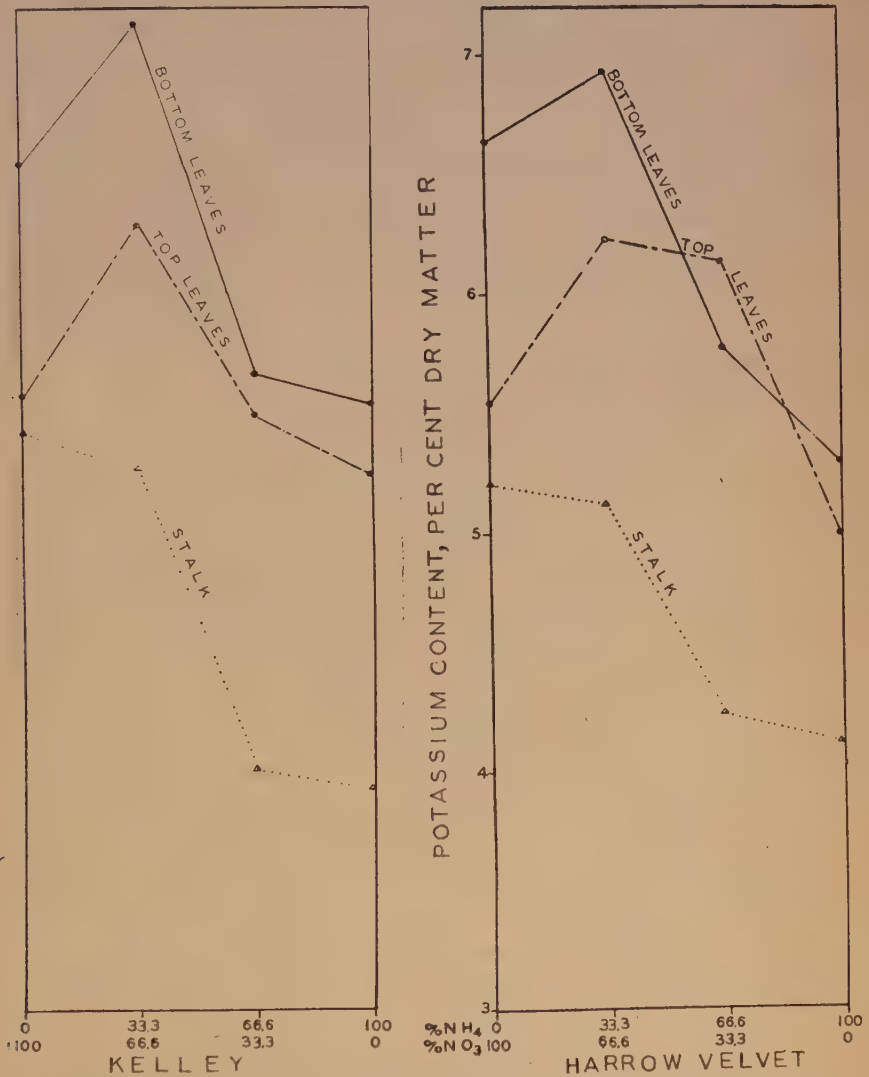 BOTTOM LEAVES
TOP LEAVES
STALK
0 33.3 66.6 100
100 66.6 33.3 0
KELLEY
POTASSIUM CONTENT, PER CENT DRY MATTER
7
6
5
4
3
BOTTOM LEAVES
TOP LEAVES
STALK
%NH4 0 33.3 66.6 100
%NO3 100 66.6 33.3 0
HARROW VELVET